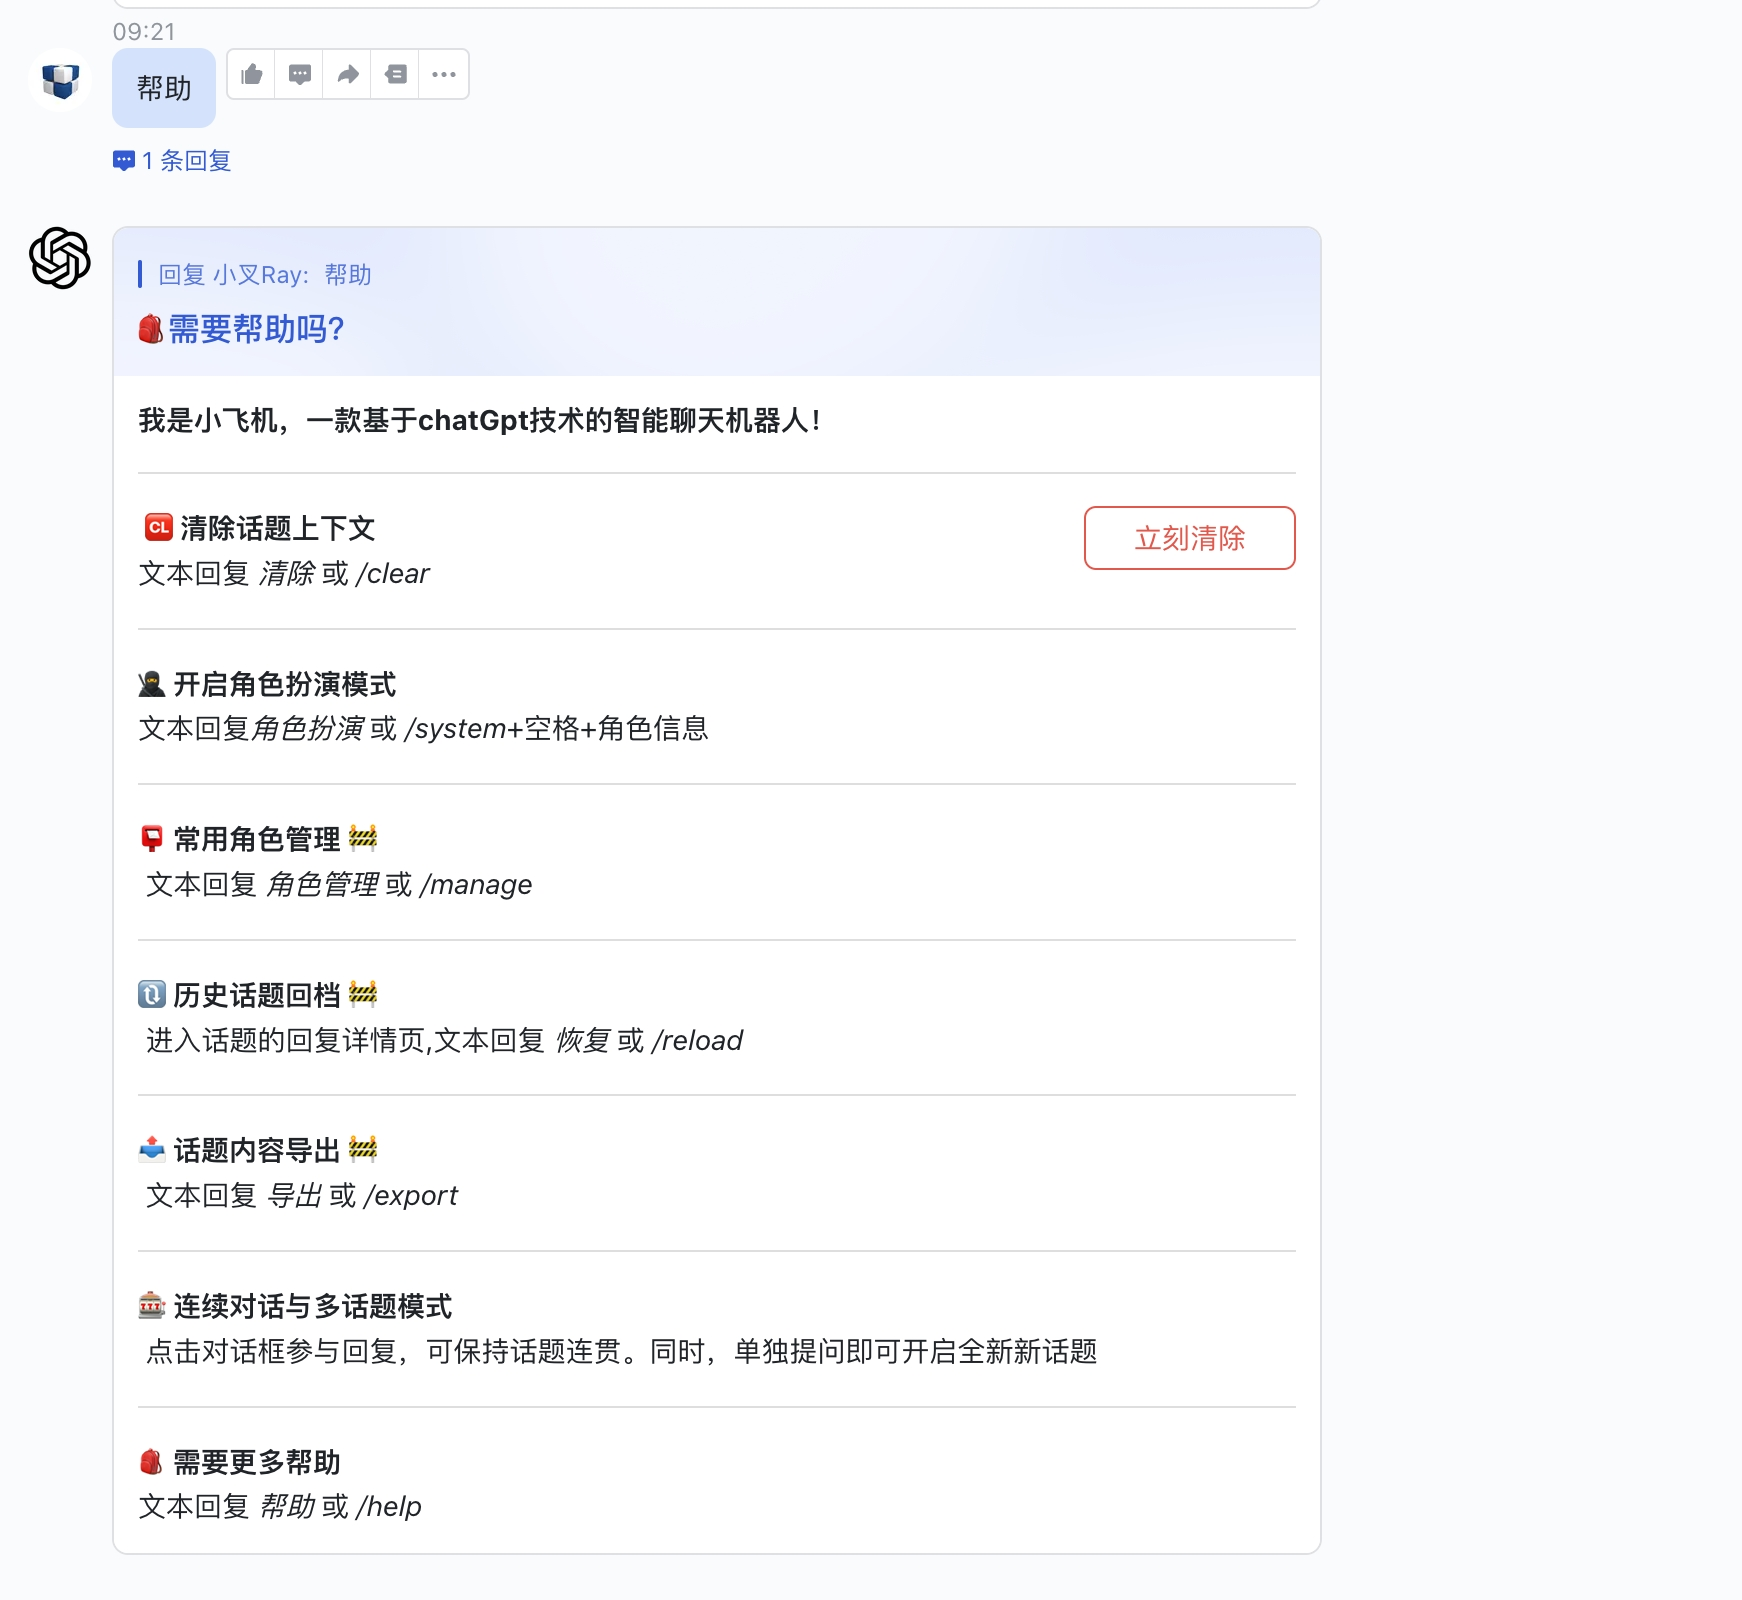 09:21
帮助
1 条回复
回复 小叉Ray: 帮助
🎒需要帮助吗?
我是小飞机，一款基于chatGpt技术的智能聊天机器人！
🆑 清除话题上下文
文本回复 清除 或 /clear
立刻清除
🥷 开启角色扮演模式
文本回复角色扮演 或 /system+空格+角色信息
📮 常用角色管理 🚧
文本回复 角色管理 或 /manage
🔃 历史话题回档 🚧
进入话题的回复详情页,文本回复 恢复 或 /reload
📤 话题内容导出 🚧
文本回复 导出 或 /export
🎰 连续对话与多话题模式
点击对话框参与回复，可保持话题连贯。同时，单独提问即可开启全新新话题
🎒 需要更多帮助
文本回复 帮助 或 /help